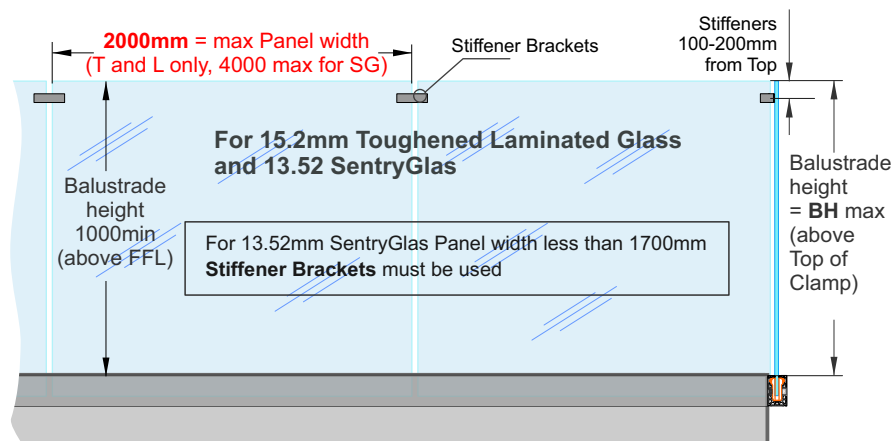 2000mm = max Panel width
(T and L only, 4000 max for SG)
Stiffener Brackets
Stiffeners
100-200mm
from Top
For 15.2mm Toughened Laminated Glass
and 13.52 SentryGlas
Balustrade
height
1000min
(above FFL)
For 13.52mm SentryGlas Panel width less than 1700mm
Stiffener Brackets must be used
Balustrade
height
= BH max
(above
Top of
Clamp)